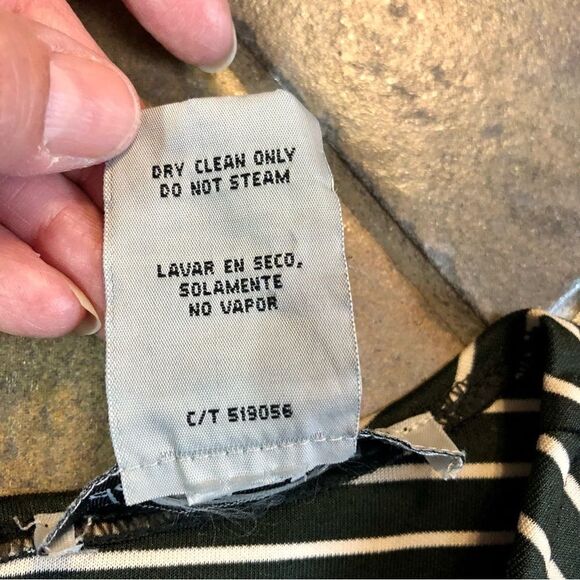 DRY CLEAN ONLY
DO NOT STEAM
LAVAR EN SECO,
SOLAMENTE
NO VAPOR
C/T 519056